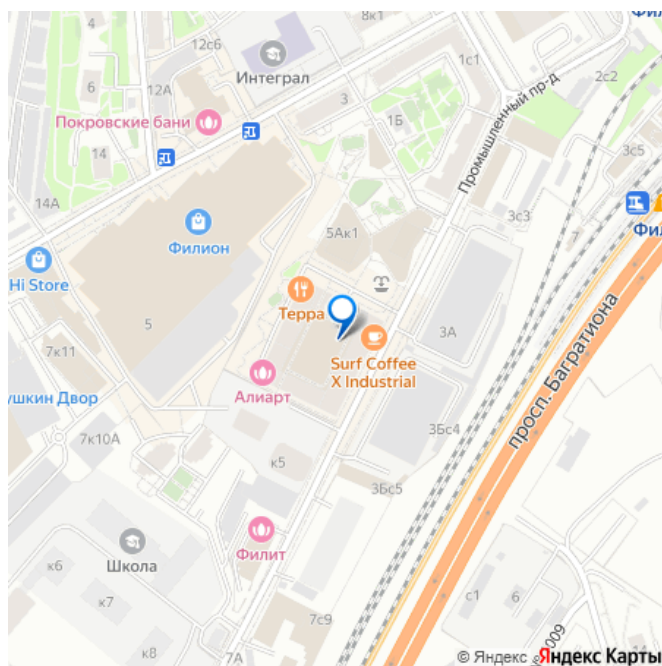 8к1
Фил
12с6
Интеграл
4
6
12А
2с2
3
Покровские бани
1Б
Промышленный пр-д
14
3с5
14А
3с3
7
Филион
5Ак1
Фил
Hi Store
Терра
5
3А
просп. Багратиона
7к11
Surf Coffee
X Industrial
Алиарт
ушкин Двор
3Бс4
7к10А
к5
3Бс5
Филит
Школа
к6
6
с1
4
к7
7с9
к8
7А
© Яндекс Яндекс Карты